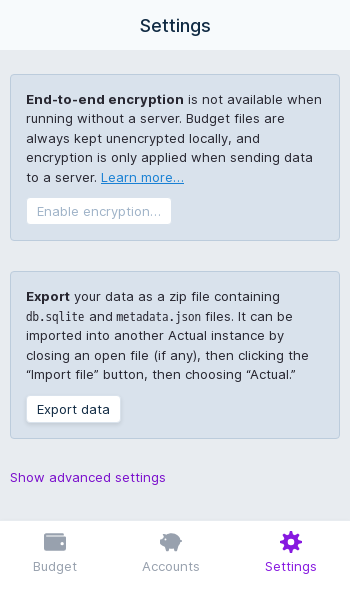 Settings
End-to-end encryption is not available when
running without a server. Budget files are
always kept unencrypted locally, and
encryption is only applied when sending data
to a server. Learn more…
Enable encryption…
Export your data as a zip file containing
db.sqlite and metadata.json files. It can be
imported into another Actual instance by
closing an open file (if any), then clicking the
“Import file” button, then choosing “Actual.”
Export data
Show advanced settings
Budget
Accounts
Settings